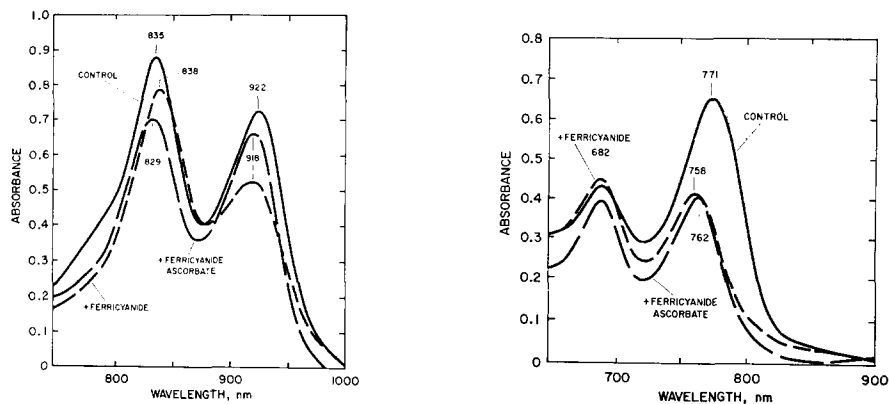 1.0
0.9
0.8
0.7
0.6
0.5
0.4
0.3
0.2
0.1
0
ABSORBANCE
835
838
CONTROL
922
829
918
+FERRICYANIDE
ASCORBATE
+FERRICYANIDE
800
900
1000
WAVELENGTH, nm
0.8
0.7
0.6
0.5
0.4
0.3
0.2
0.1
0
ABSORBANCE
771
CONTROL
+FERRICYANIDE
682
758
762
+FERRICYANIDE
ASCORBATE
700
800
900
WAVELENGTH, nm